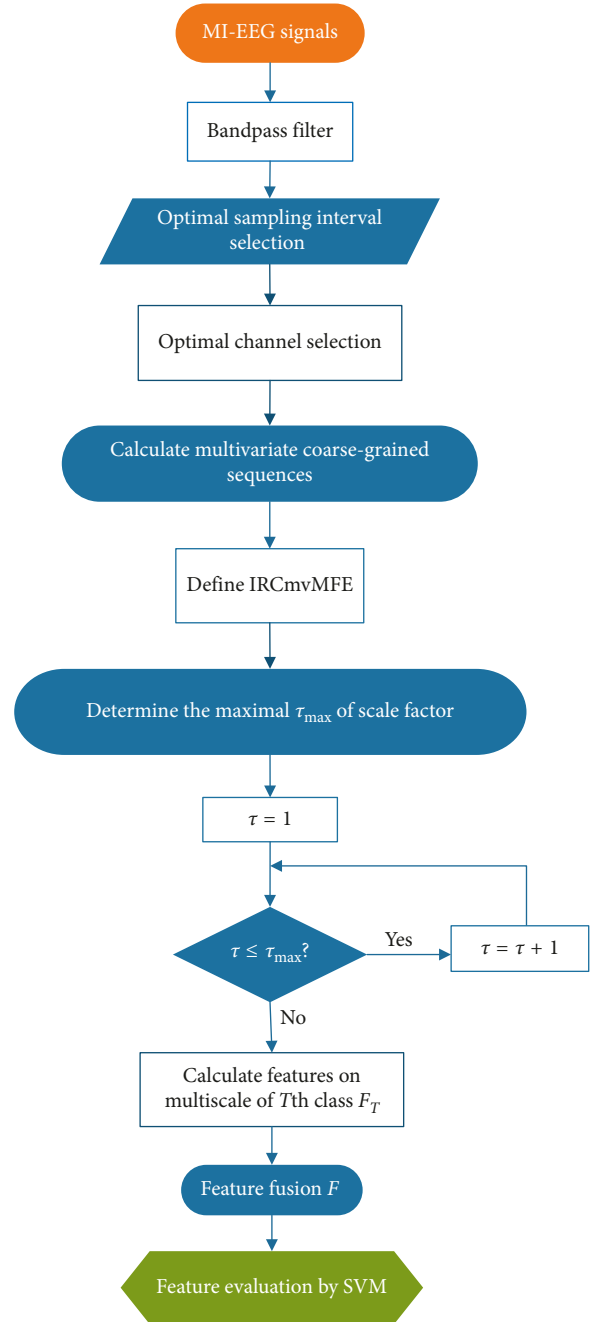 MI-EEG signals
Bandpass filter
Optimal sampling interval
selection
Optimal channel selection
Calculate multivariate coarse-grained
sequences
Define IRCmvMFE
Determine the maximal τmax of scale factor
τ = 1
τ ≤ τmax?
Yes
τ = τ + 1
No
Calculate features on
multiscale of Tth class FT
Feature fusion F
Feature evaluation by SVM